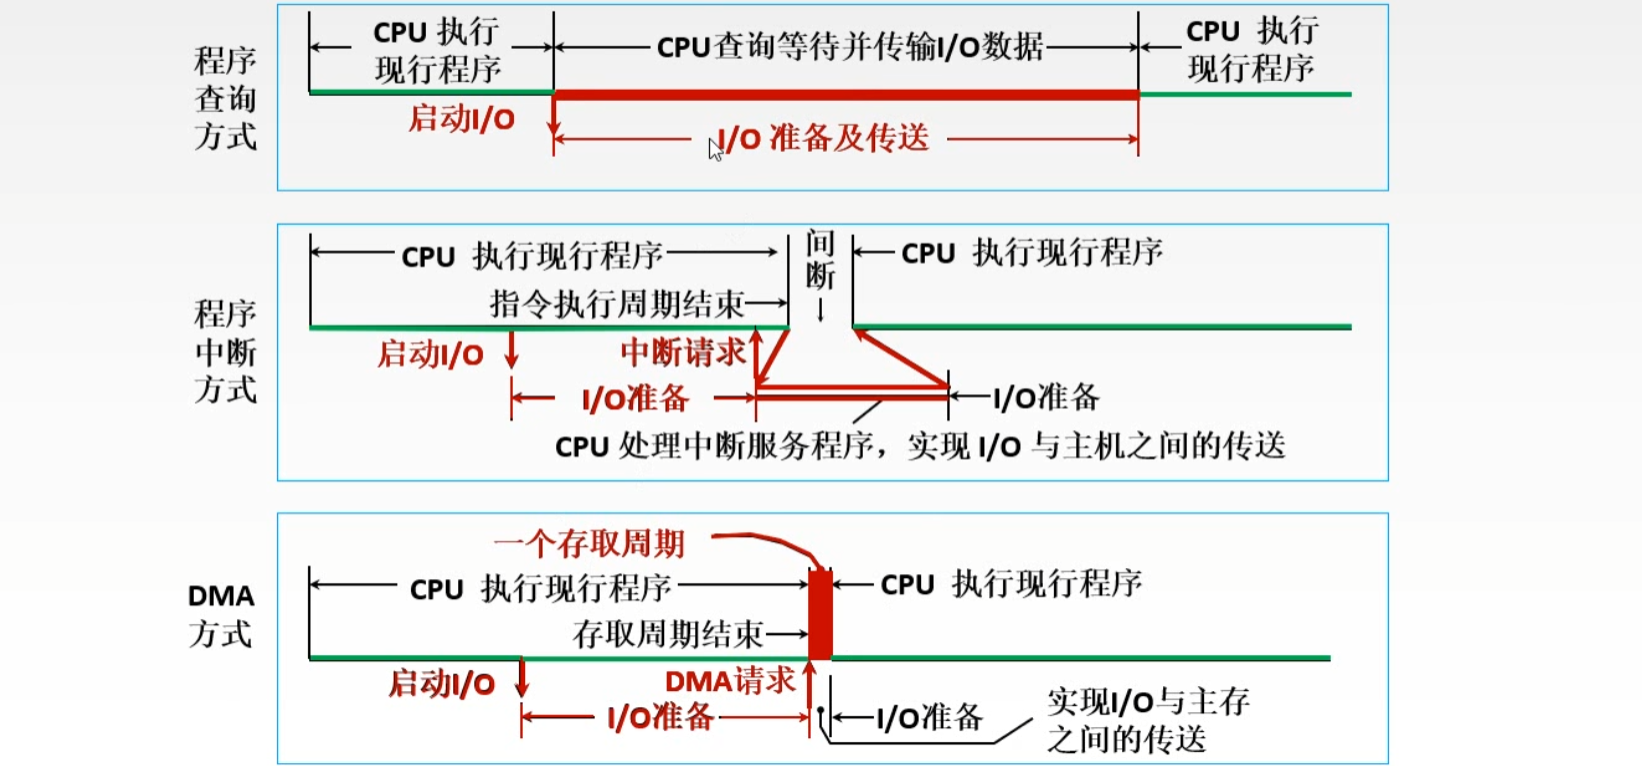 程序
查询
方式
CPU 执行
现行程序
CPU查询等待并传输I/O数据
CPU 执行
现行程序
启动I/O
I/O 准备及传送
程序
中断
方式
CPU 执行现行程序
间
断
CPU 执行现行程序
指令执行周期结束
启动I/O
中断请求
I/O准备
I/O准备
CPU 处理中断服务程序，实现 I/O 与主机之间的传送
DMA
方式
一个存取周期
CPU 执行现行程序
CPU 执行现行程序
存取周期结束
启动I/O
DMA请求
I/O准备
I/O准备
实现I/O与主存
之间的传送